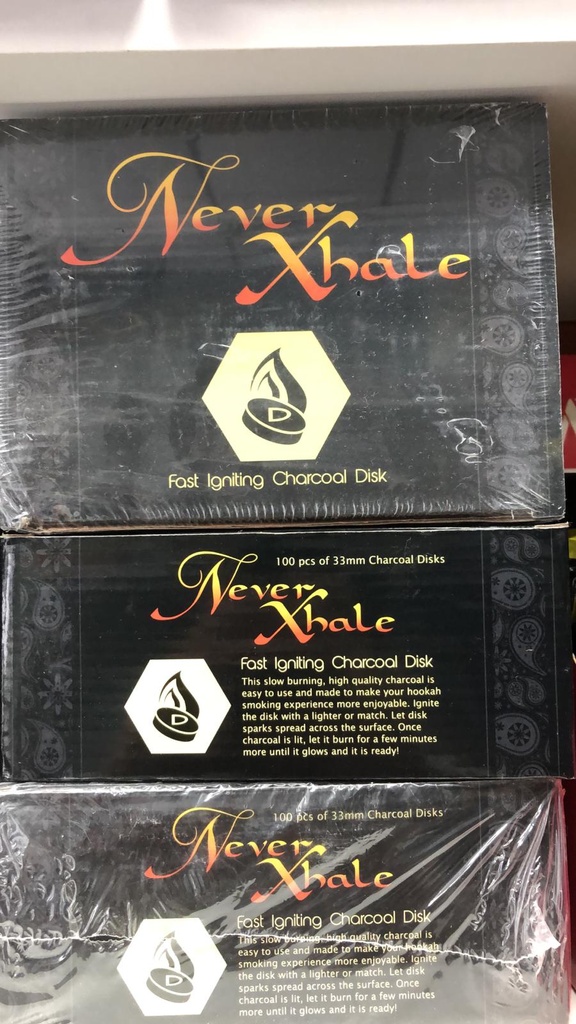 Never
Xhale
D
Fast Igniting Charcoal Disk
100 pcs of 33mm Charcoal Disks
Never
Xhale
Fast Igniting Charcoal Disk
D
This slow burning, high quality charcoal is
easy to use and made to make your hookah
smoking experience more enjoyable. Ignite
the disk with a lighter or match. Let disk
sparks spread across the surface. Once
charcoal is lit, let it burn for a few minutes
more until it glows and it is ready!
100 pcs of 33mm Charcoal Disks
Never
Xhale
Fast Igniting Charcoal Disk
D
This slow burning, high quality charcoal is
easy to use and made to make your hookah
smoking experience more enjoyable. Ignite
the disk with a lighter or match. Let disk
sparks spread across the surface. Once
charcoal is lit, let it burn for a few minutes
more until it glows and it is ready!